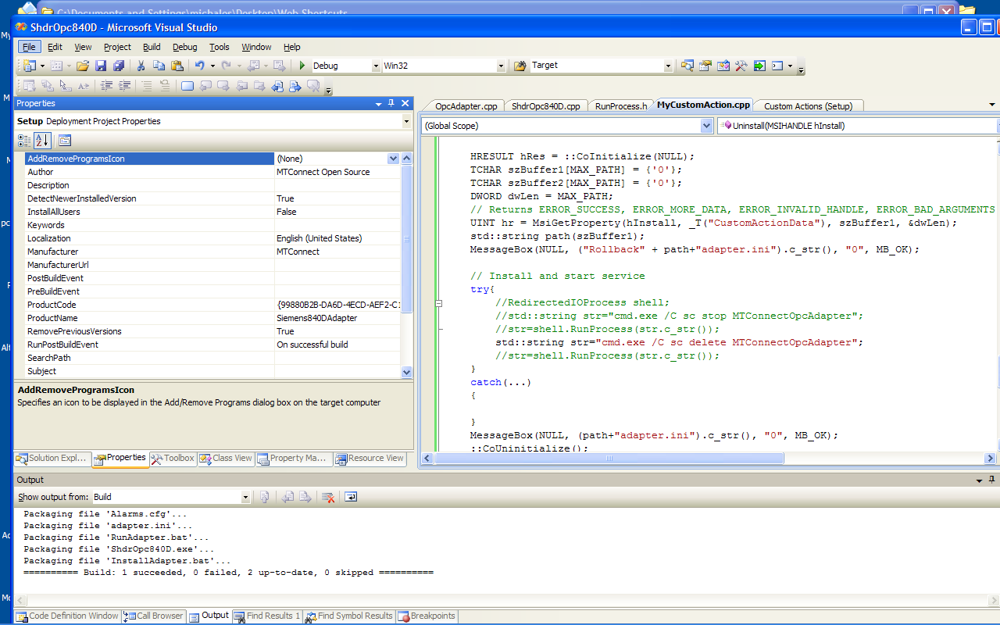 C:\Documents and Settings\michalos\Desktop\Web Shortcuts
ShdrOpc840D - Microsoft Visual Studio
File Edit View Project Build Debug Tools Window Help
Debug Win32 Target
Properties
Setup Deployment Project Properties
AddRemoveProgramsIcon (None)
Author MTConnect Open Source
Description
DetectNewerInstalledVersion True
InstallAllUsers False
Keywords
Localization English (United States)
Manufacturer MTConnect
ManufacturerUrl
PostBuildEvent
PreBuildEvent
ProductCode {99880B2B-DA6D-4ECD-AEF2-C1
ProductName Siemens840DAdapter
RemovePreviousVersions True
RunPostBuildEvent On successful build
SearchPath
Subject
AddRemoveProgramsIcon
Specifies an icon to be displayed in the Add/Remove Programs dialog box on the target computer
Solution Expl... Properties Toolbox Class View Property Ma... Resource View
OpcAdapter.cpp ShdrOpc840D.cpp RunProcess.h MyCustomAction.cpp Custom Actions (Setup)
(Global Scope) Uninstall(MSIHANDLE hInstall)
HRESULT hRes = ::CoInitialize(NULL);
TCHAR szBuffer1[MAX_PATH] = {'0'};
TCHAR szBuffer2[MAX_PATH] = {'0'};
DWORD dwLen = MAX_PATH;
// Returns ERROR_SUCCESS, ERROR_MORE_DATA, ERROR_INVALID_HANDLE, ERROR_BAD_ARGUMENTS
UINT hr = MsiGetProperty(hInstall, _T("CustomActionData"), szBuffer1, &dwLen);
std::string path(szBuffer1);
MessageBox(NULL, ("Rollback" + path+"adapter.ini").c_str(), "0", MB_OK);
// Install and start service
try{
//RedirectedIOProcess shell;
//std::string str="cmd.exe /C sc stop MTConnectOpcAdapter";
//str=shell.RunProcess(str.c_str());
std::string str="cmd.exe /C sc delete MTConnectOpcAdapter";
//str=shell.RunProcess(str.c_str());
}
catch(...)
{
}
MessageBox(NULL, (path+"adapter.ini").c_str(), "0", MB_OK);
::CoUninitialize();
Output
Show output from: Build
Packaging file 'Alarms.cfg'...
Packaging file 'adapter.ini'...
Packaging file 'RunAdapter.bat'...
Packaging file 'ShdrOpc840D.exe'...
Packaging file 'InstallAdapter.bat'...
========== Build: 1 succeeded, 0 failed, 2 up-to-date, 0 skipped ==========
Code Definition Window Call Browser Output Find Results 1 Find Symbol Results Breakpoints